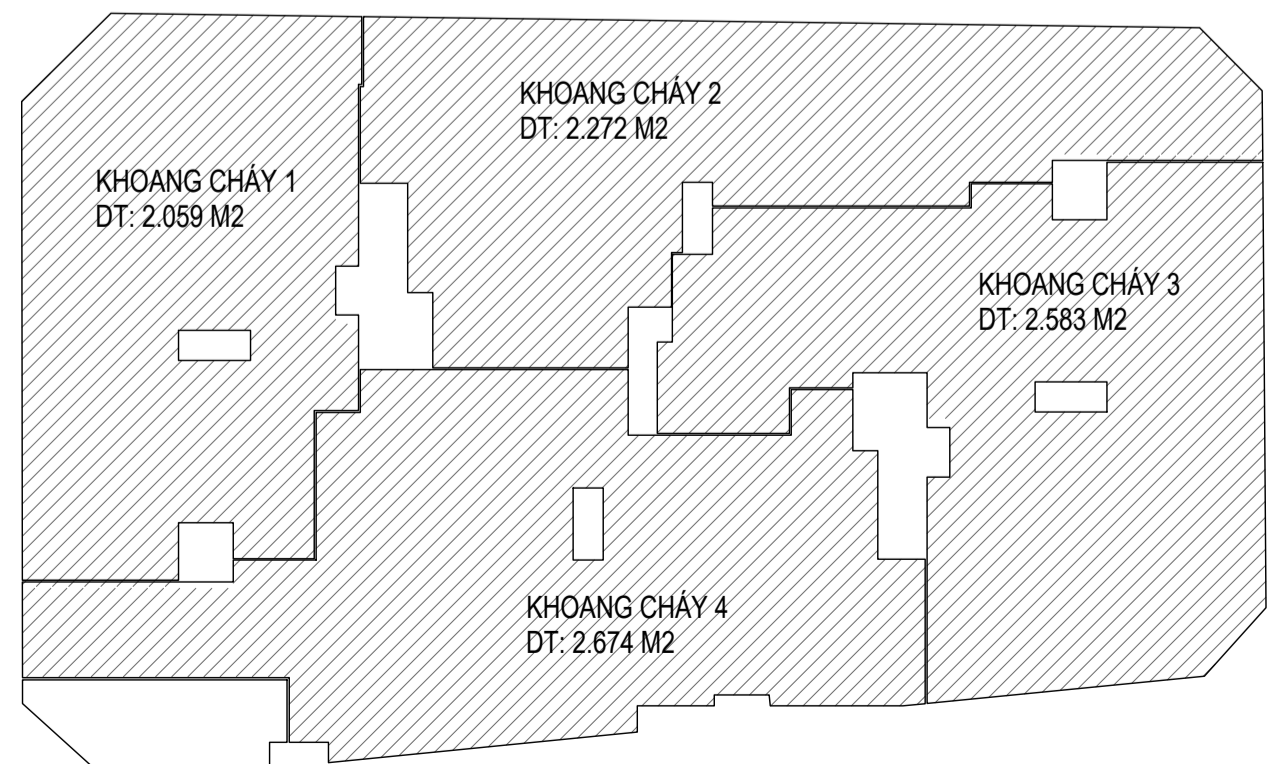 KHOANG CHÁY 2
DT: 2.272 M2
KHOANG CHÁY 1
DT: 2.059 M2
KHOANG CHÁY 3
DT: 2.583 M2
KHOANG CHÁY 4
DT: 2.674 M2